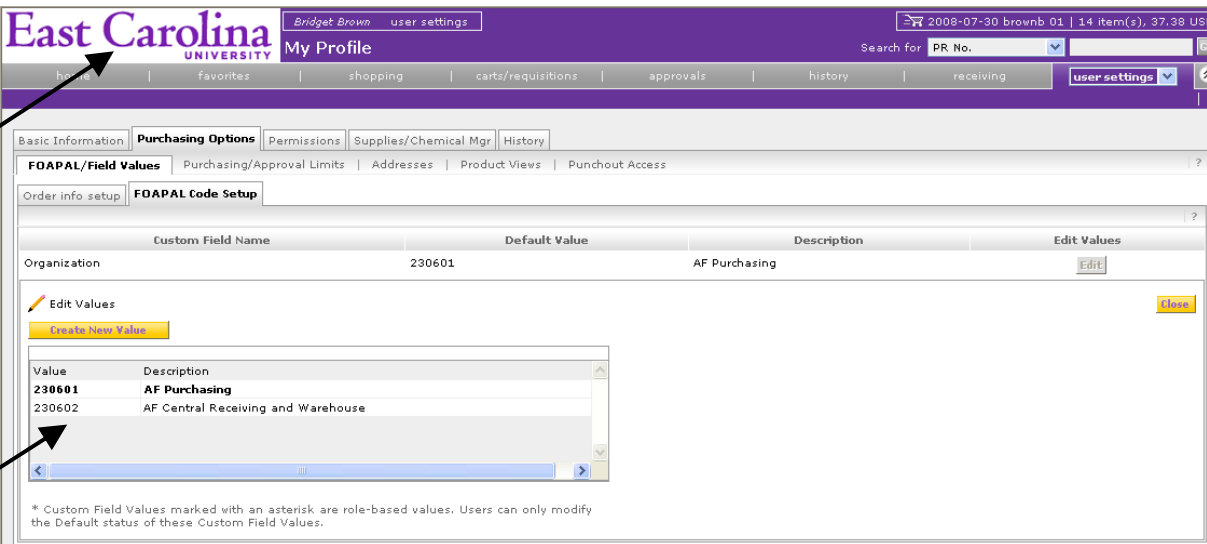 East Carolina
UNIVERSITY
Bridget Brown user settings
2008-07-30 brownb 01 | 14 item(s), 37.38
My Profile
Search for PR No.
home | favorites | shopping | carts/requisitions | approvals | history | receiving user settings
Basic Information Purchasing Options Permissions Supplies/Chemical Mgr History
FOAPAL/Field Values Purchasing/Approval Limits | Addresses | Product Views | Punchout Access ?
Order info setup FOAPAL Code Setup
?
Custom Field Name Default Value Description Edit Values
Organization 230601 AF Purchasing Edit
Edit Values Close
Create New Value
Value Description
230601 AF Purchasing
230602 AF Central Receiving and Warehouse
* Custom Field Values marked with an asterisk are role-based values. Users can only modify
the Default status of these Custom Field Values.